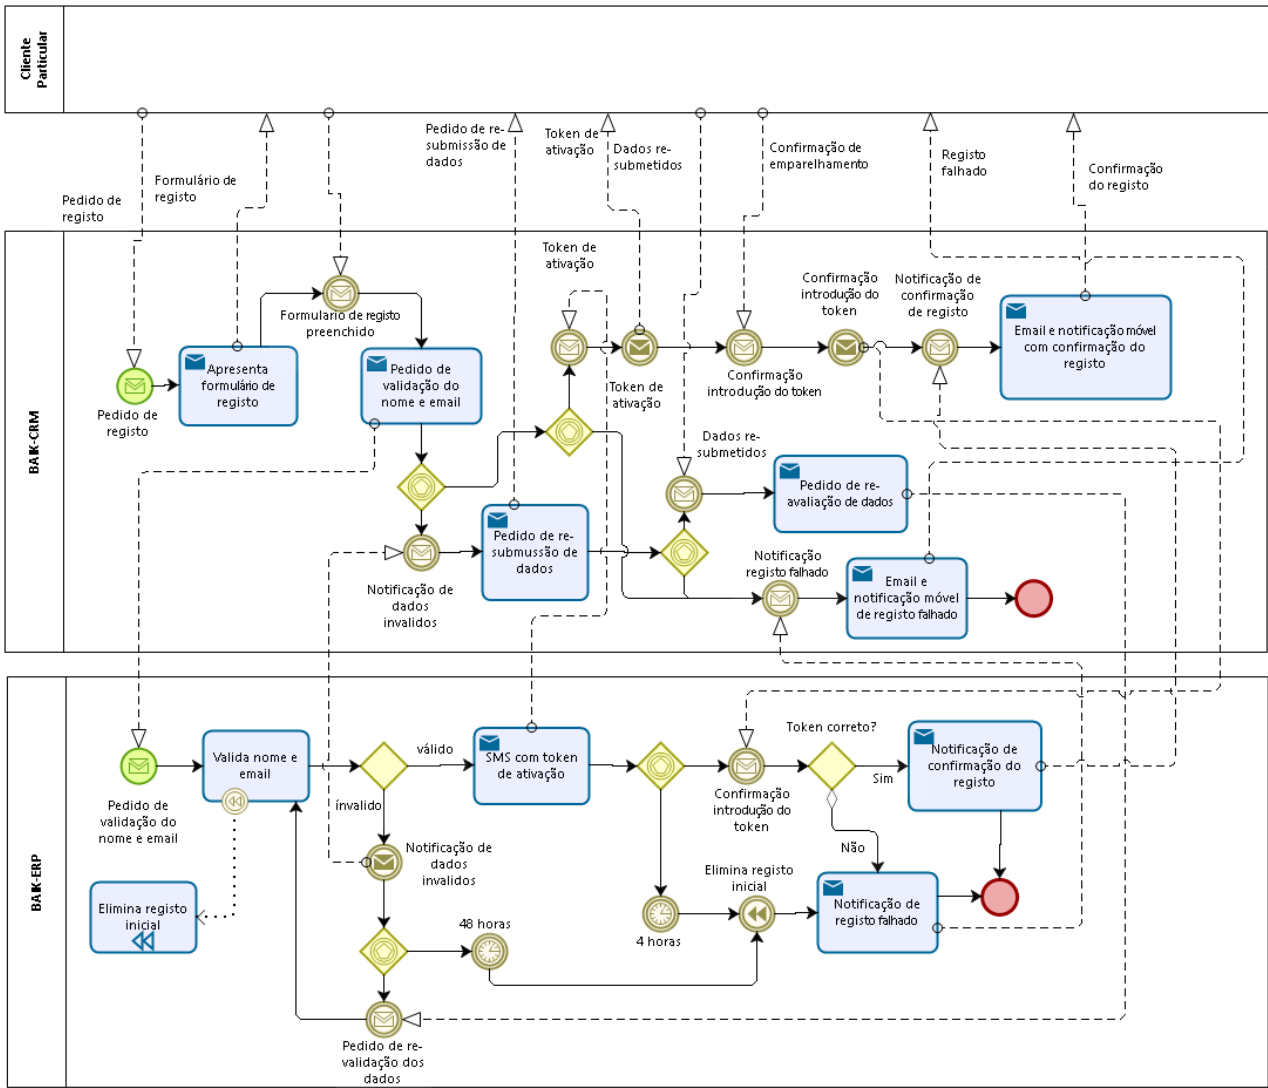 Cliente
Particular
Pedido de
registo
Formulário de
registo
Pedido de re-
submissão de
dados
Token de
ativação
Dados re-
submetidos
Confirmação de
emparelhamento
Registo
falhado
Confirmação
do registo
BAIK-CRM
Pedido de
registo
Apresenta
formulário de
registo
Formulario de registo
preenchido
Pedido de
validação do
nome e email
Notificação de
dados
invalidos
Pedido de re-
submussão de
dados
Token de
ativação
Token de
ativação
Confirmação
introdução do token
Confirmação
introdução do
token
Notificação de
confirmação
de registo
Email e notificação móvel
com confirmação do
registo
Dados re-
submetidos
Pedido de re-
avaliação de dados
Notificação
registo falhado
Email e
notificação móvel
de registo falhado
BAIK-ERP
Pedido de
validação do
nome e email
Valida nome e
email
Elimina registo
inicial
válido
ínvalido
Notificação de
dados
invalidos
48 horas
Pedido de re-
validação dos
dados
SMS com token
de ativação
4 horas
Confirmação
introdução do
token
Elimina registo
inicial
Token correto?
Sim
Não
Notificação de
confirmação do
registo
Notificação de
registo falhado